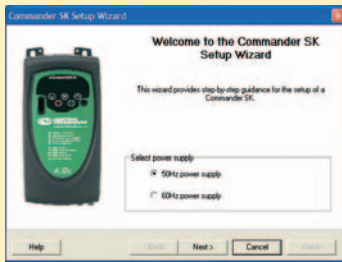 Commander SK Setup Wizard
Welcome to the Commander SK
Setup Wizard
This wizard provides step-by-step guidance for the setup of a
Commander SK.
Select power supply
50Hz power supply
60Hz power supply
Help
< Back
Next >
Cancel
Finish